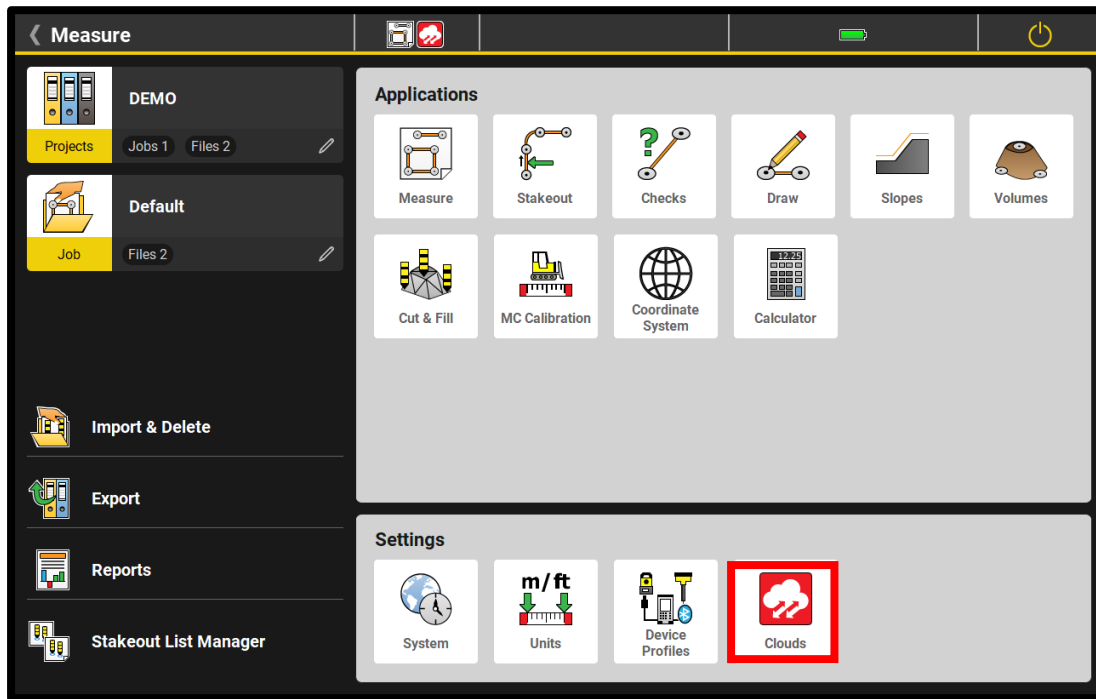 Measure
DEMO
Projects
Jobs 1
Files 2
Default
Job
Files 2
Import & Delete
Export
Reports
Stakeout List Manager
Applications
Measure
Stakeout
Checks
Draw
Slopes
Volumes
Cut & Fill
MC Calibration
Coordinate
System
12.25
Calculator
Settings
System
m/ft
Units
Device
Profiles
Clouds